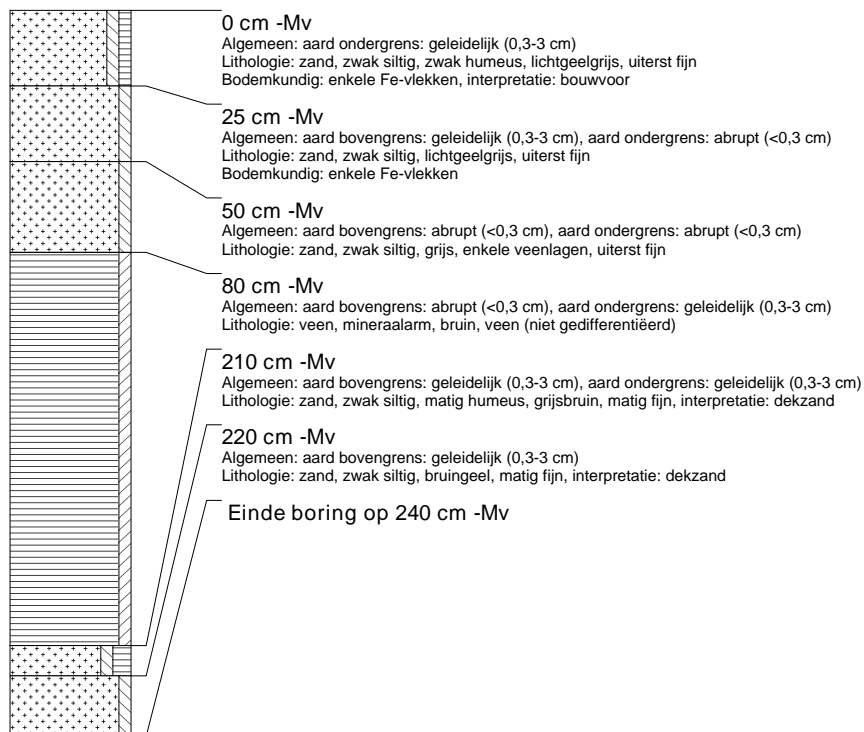 0 cm -Mv
Algemeen: aard ondergrens: geleidelijk (0,3-3 cm)
Lithologie: zand, zwak siltig, zwak humeus, lichtgeelgrijs, uiterst fijn
Bodemkundig: enkele Fe-vlekken, interpretatie: bouwvoor
25 cm -Mv
Algemeen: aard bovengrens: geleidelijk (0,3-3 cm), aard ondergrens: abrupt (<0,3 cm)
Lithologie: zand, zwak siltig, lichtgeelgrijs, uiterst fijn
Bodemkundig: enkele Fe-vlekken
50 cm -Mv
Algemeen: aard bovengrens: abrupt (<0,3 cm), aard ondergrens: abrupt (<0,3 cm)
Lithologie: zand, zwak siltig, grijs, enkele veenlagen, uiterst fijn
80 cm -Mv
Algemeen: aard bovengrens: abrupt (<0,3 cm), aard ondergrens: geleidelijk (0,3-3 cm)
Lithologie: veen, mineraalarm, bruin, veen (niet gedifferentiëerd)
210 cm -Mv
Algemeen: aard bovengrens: geleidelijk (0,3-3 cm), aard ondergrens: geleidelijk (0,3-3 cm)
Lithologie: zand, zwak siltig, matig humeus, grijsbruin, matig fijn, interpretatie: dekzand
220 cm -Mv
Algemeen: aard bovengrens: geleidelijk (0,3-3 cm)
Lithologie: zand, zwak siltig, bruingeel, matig fijn, interpretatie: dekzand
Einde boring op 240 cm -Mv